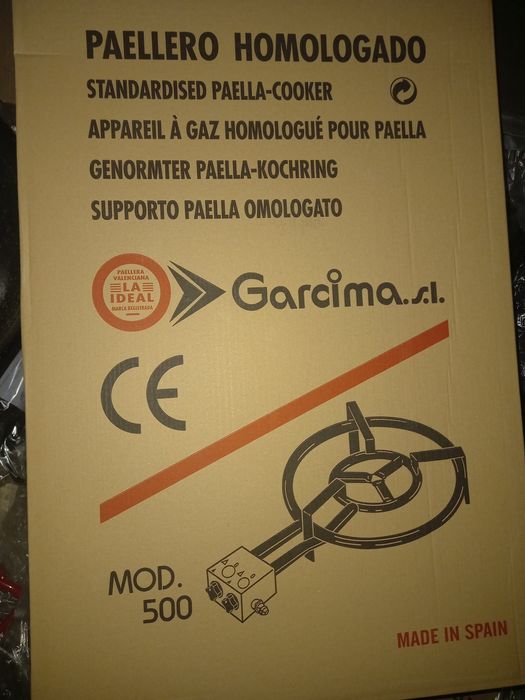 PAELLERO HOMOLOGADO
STANDARDISED PAELLA-COOKER
APPAREIL À GAZ HOMOLOGUÉ POUR PAELLA
GENORMTER PAELLA-KOCHRING
SUPPORTO PAELLA OMOLOGATO
PAELLERA
VALENCIANA
LA
IDEAL
MARCA REGISTRADA
Garcima.s.l.
CE
MOD.
500
MADE IN SPAIN